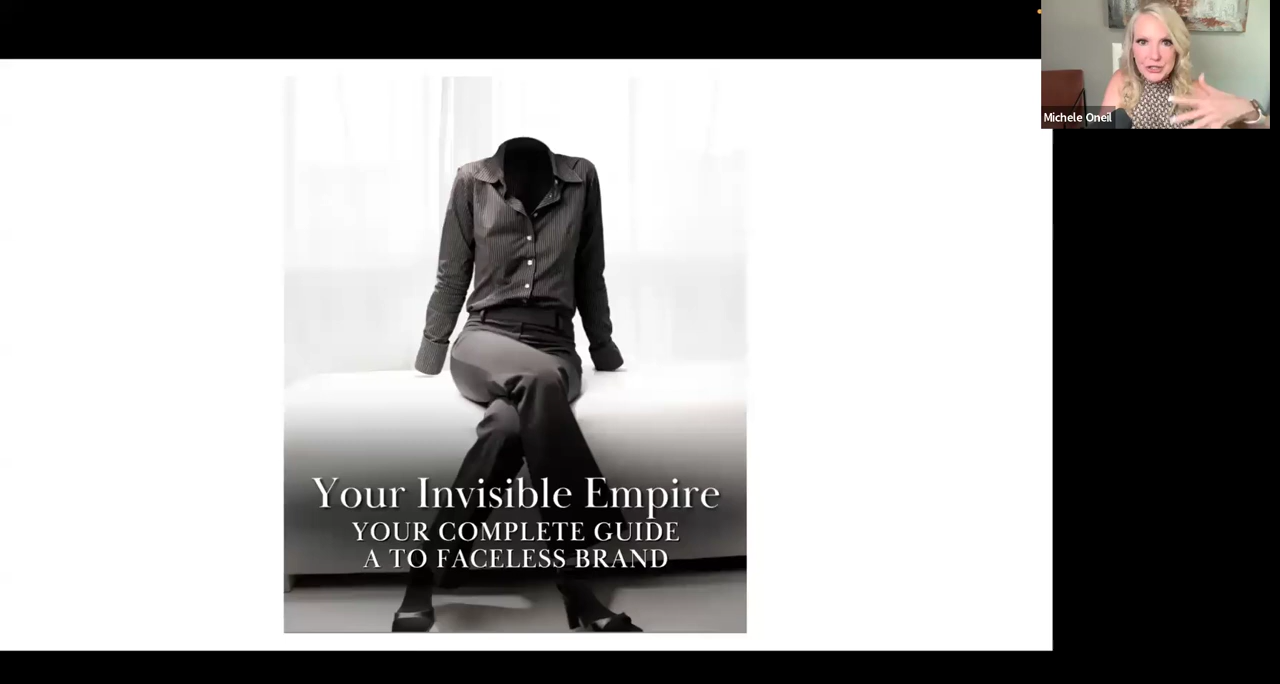 Michele Oneil
Your Invisible Empire
YOUR COMPLETE GUIDE
A TO FACELESS BRAND